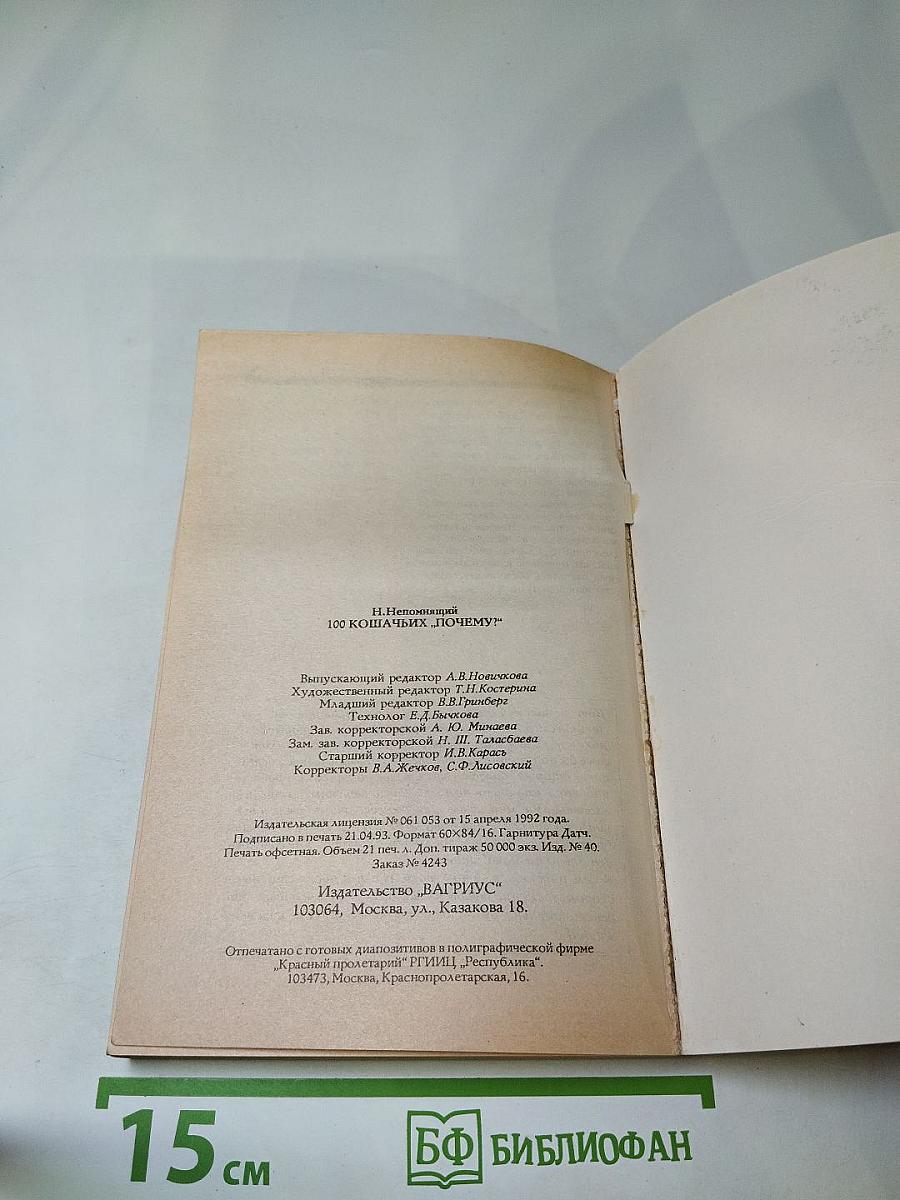 Н.Непомнящий
100 КОШАЧЬИХ „ПОЧЕМУ?“
Выпускающий редактор А.В.Новичкова
Художественный редактор Т.Н.Костерина
Младший редактор В.В.Гринберг
Технолог Е.Д.Бычкова
Зав. корректорской А. Ю. Минаева
Зам. зав. корректорской Н. Ш. Таласбаева
Старший корректор И.В.Карась
Корректоры В.А.Жечков, С.Ф.Лисовский
Издательская лицензия № 061 053 от 15 апреля 1992 года.
Подписано в печать 21.04.93. Формат 60×84/16. Гарнитура Датч.
Печать офсетная. Объем 21 печ. л. Доп. тираж 50 000 экз. Изд. № 40.
Заказ № 4243
Издательство „ВАГРИУС“
103064, Москва, ул., Казакова 18.
Отпечатано с готовых диапозитивов в полиграфической фирме
„Красный пролетарий“ РГИИЦ „Республика“.
103473, Москва, Краснопролетарская, 16.
15 см
БФ БИБЛИОФАН